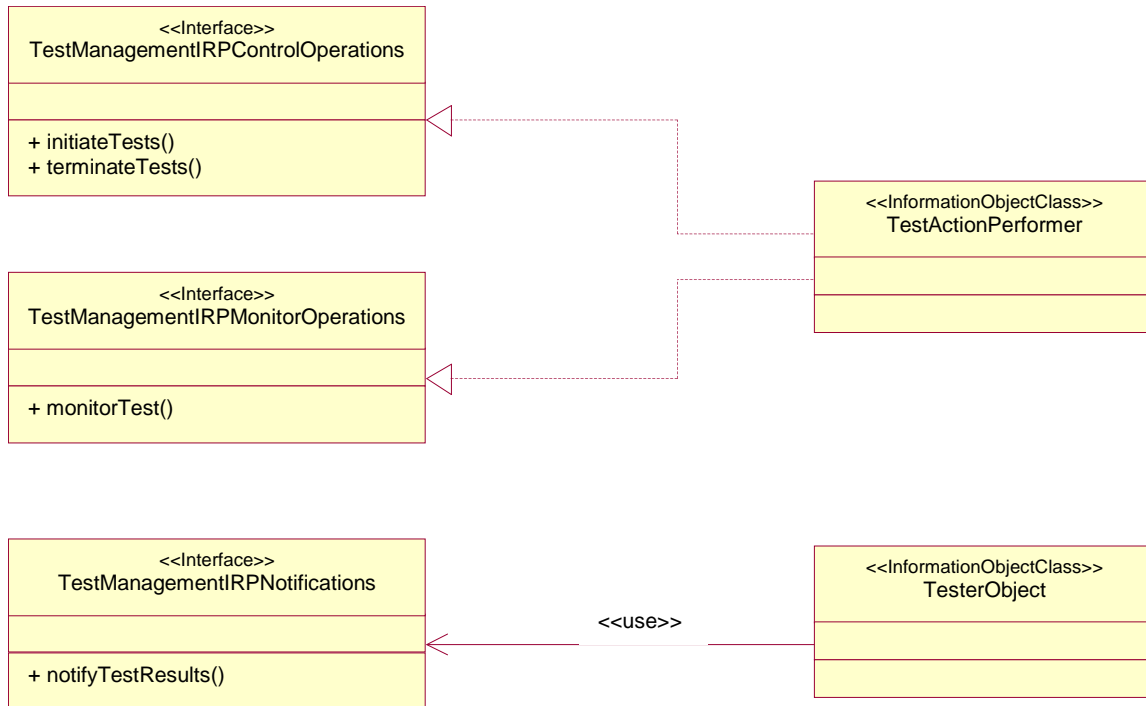 <<Interface>>
TestManagementIRPControlOperations
+ initiateTests()
+ terminateTests()
<<InformationObjectClass>>
TestActionPerformer
<<Interface>>
TestManagementIRPMonitorOperations
+ monitorTest()
<<Interface>>
TestManagementIRPNotifications
+ notifyTestResults()
<<use>>
<<InformationObjectClass>>
TesterObject